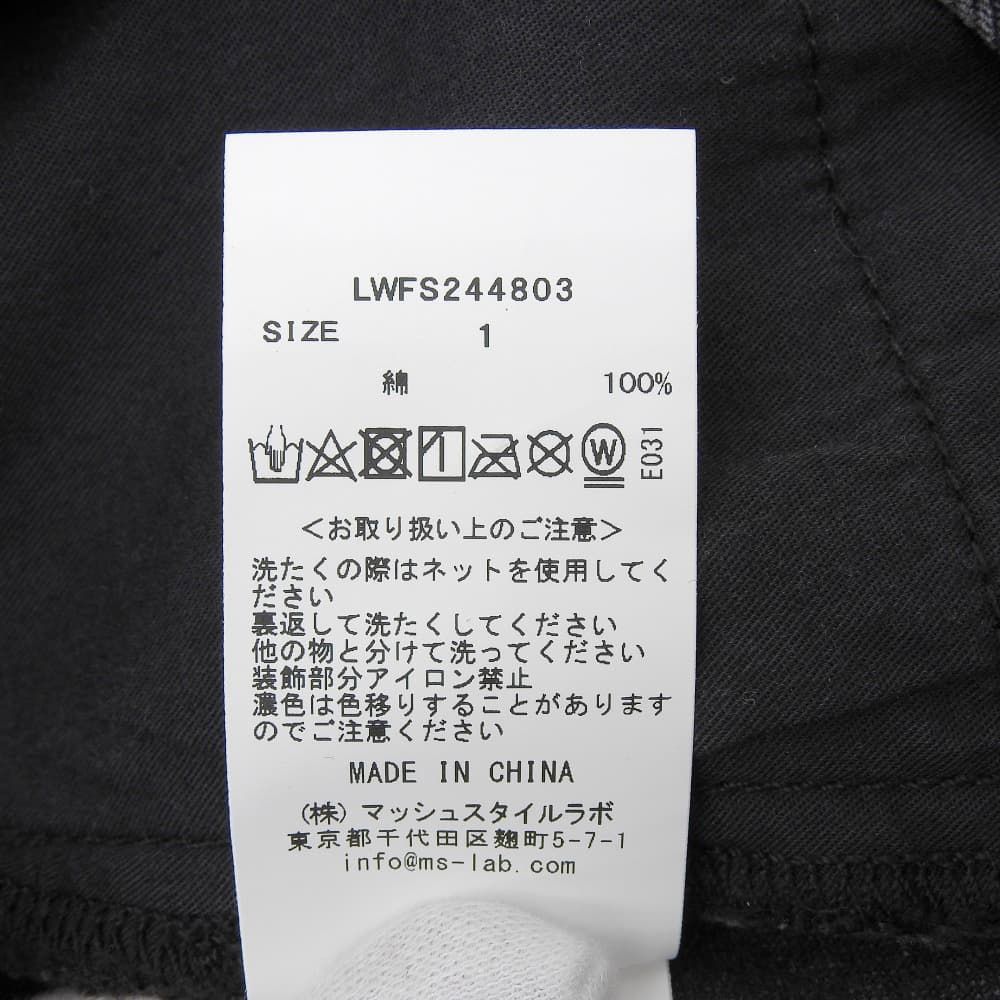 LWFS244803
SIZE 1
綿 100%
W E031
<お取り扱い上のご注意>
洗たくの際はネットを使用してく
ださい
裏返して洗たくしてください
他の物と分けて洗ってください
装飾部分アイロン禁止
濃色は色移りすることがあります
のでご注意ください
MADE IN CHINA
(株)マッシュスタイルラボ
東京都千代田区麹町5-7-1
info@ms-lab.com